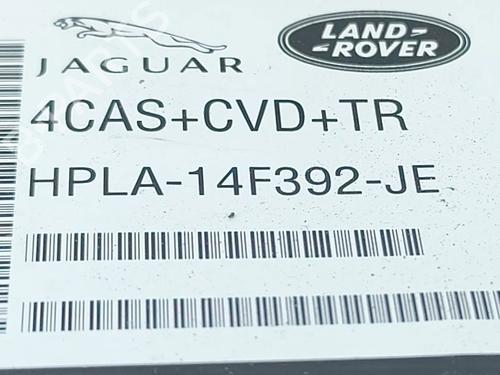 LAND-
-ROVER
JAGUAR
4CAS+CVD+TR
HPLA-14F392-JE